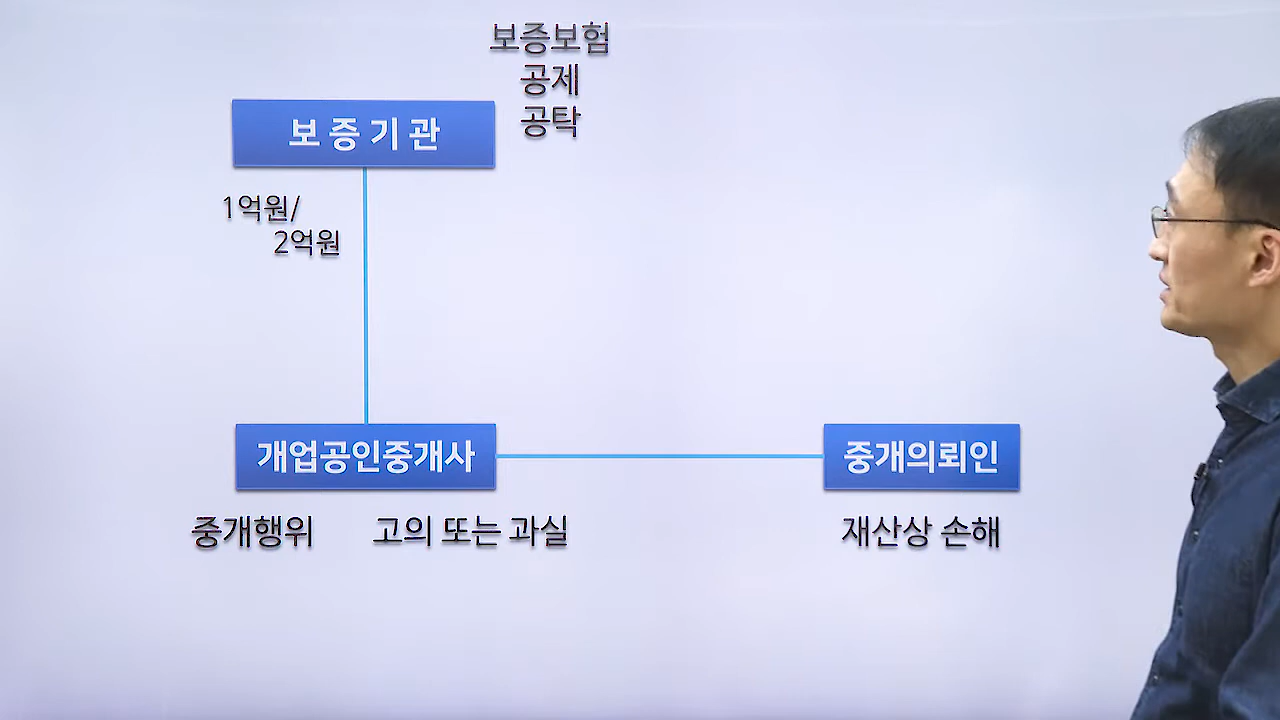 보증보험
공제
공탁
보증기관
1억원/
2억원
개업공인중개사
중개의뢰인
중개행위 고의 또는 과실
재산상 손해